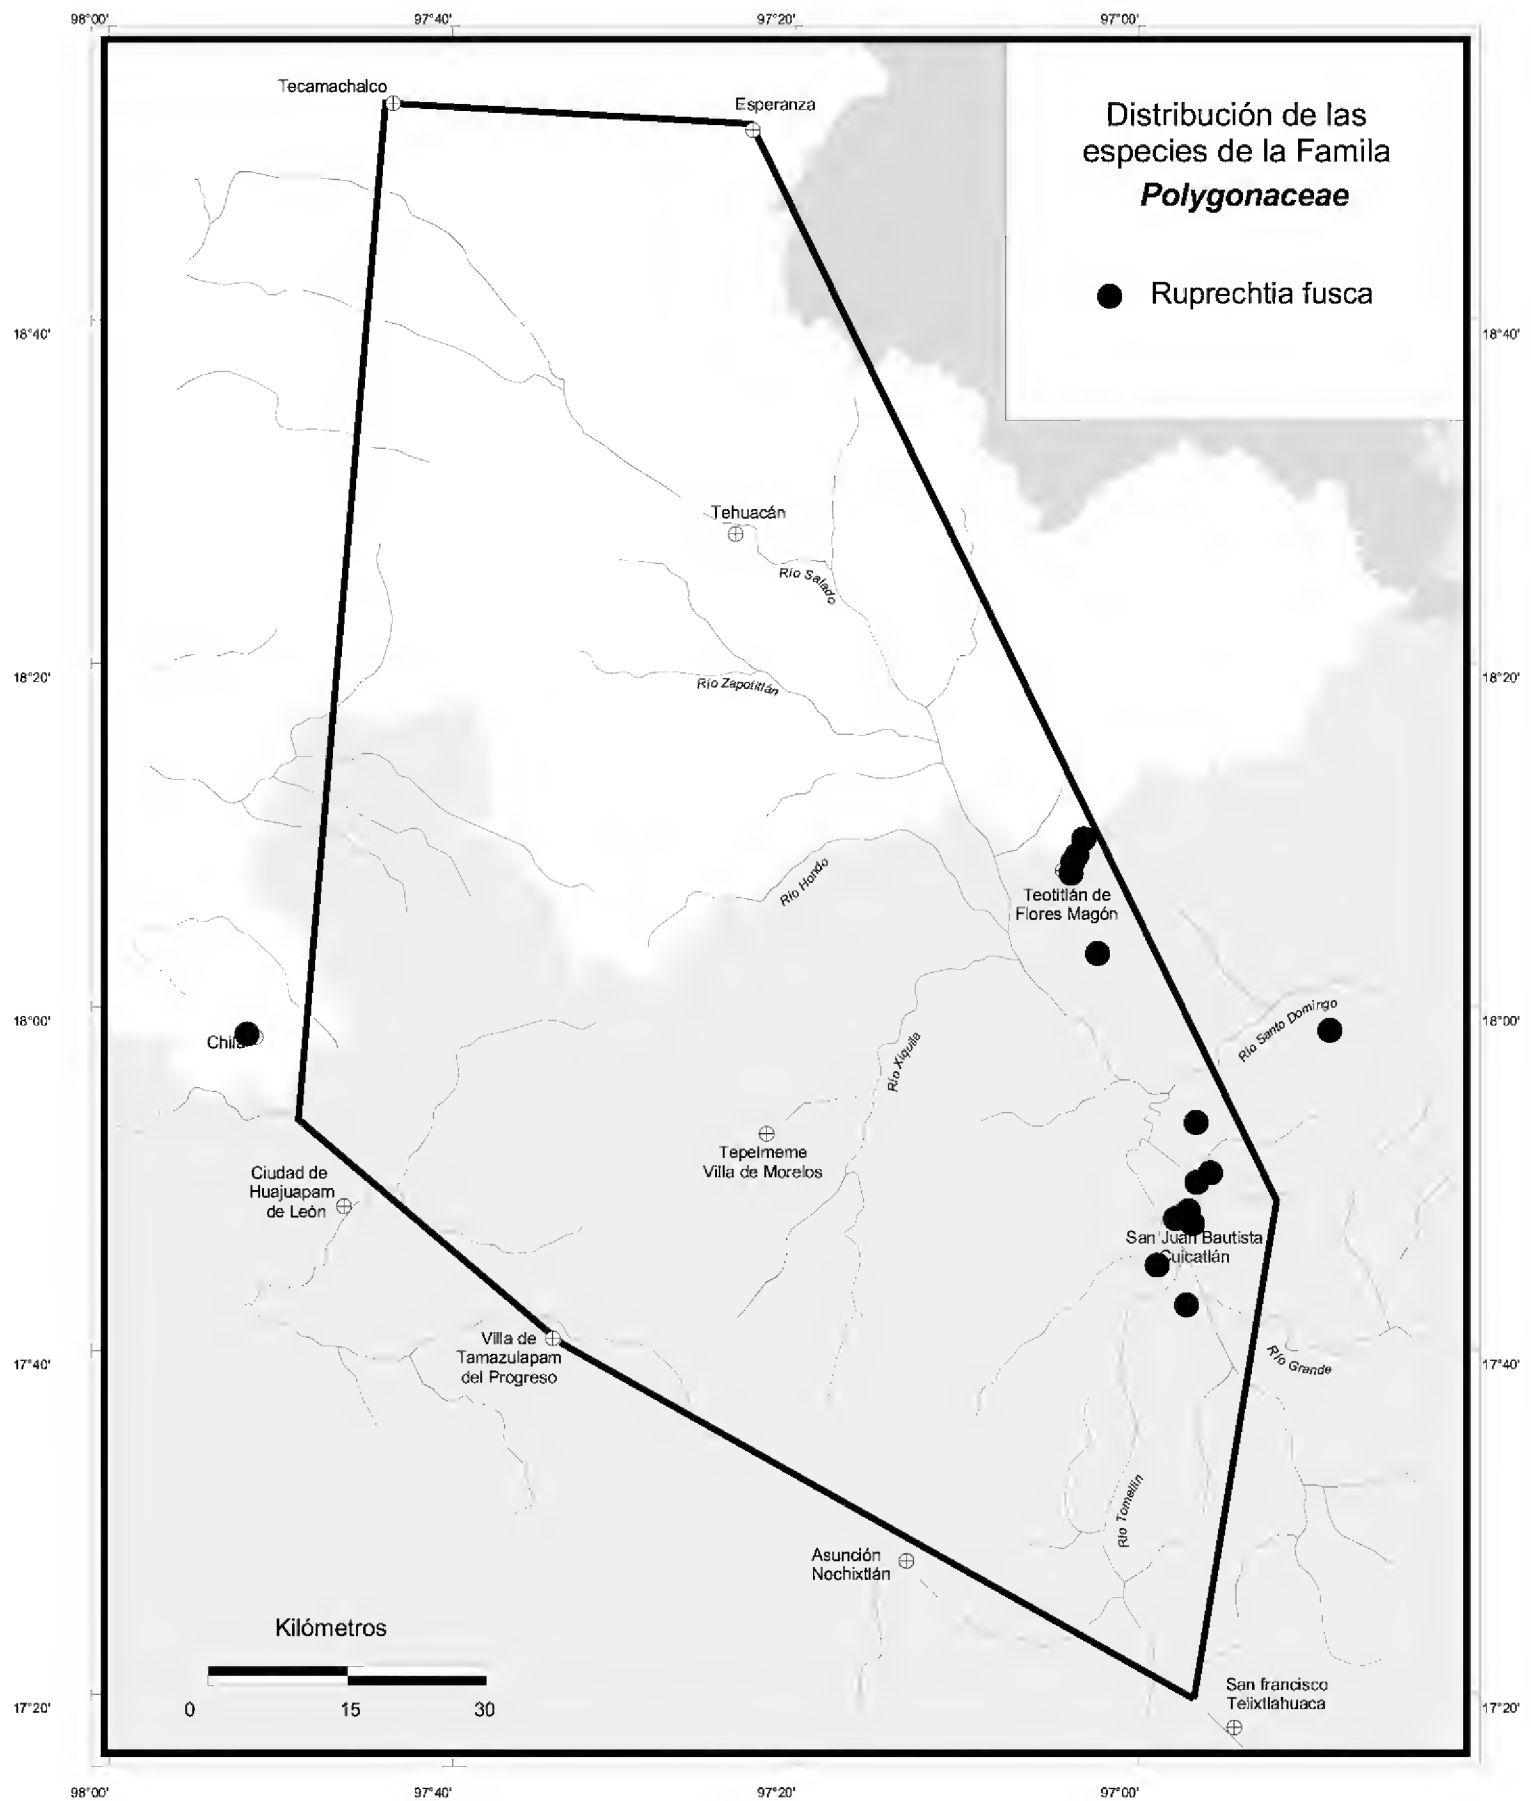 98°00'
97°40'
97°20'
97°00'
Tecamachalco
Esperanza
Distribución de las
especies de la Famila
Polygonaceae
Ruprechtia fusca
18°40'
18°40'
Tehuacán
Río Salado
18°20'
18°20'
Río Zapotitlán
Río Hondo
Teotitlán de
Flores Magón
18°00'
18°00'
Chila
Río Santo Domingo
Río Xiquila
Tepelmeme
Villa de Morelos
Ciudad de
Huajuapam
de León
San Juan Bautista
Cuicatlán
Villa de
Tamazulapam
del Progreso
17°40'
17°40'
Río Grande
Río Tomellín
Asunción
Nochixtlán
Kilómetros
0
15
30
San francisco
Telixtlahuaca
17°20'
17°20'
98°00'
97°40'
97°20'
97°00'